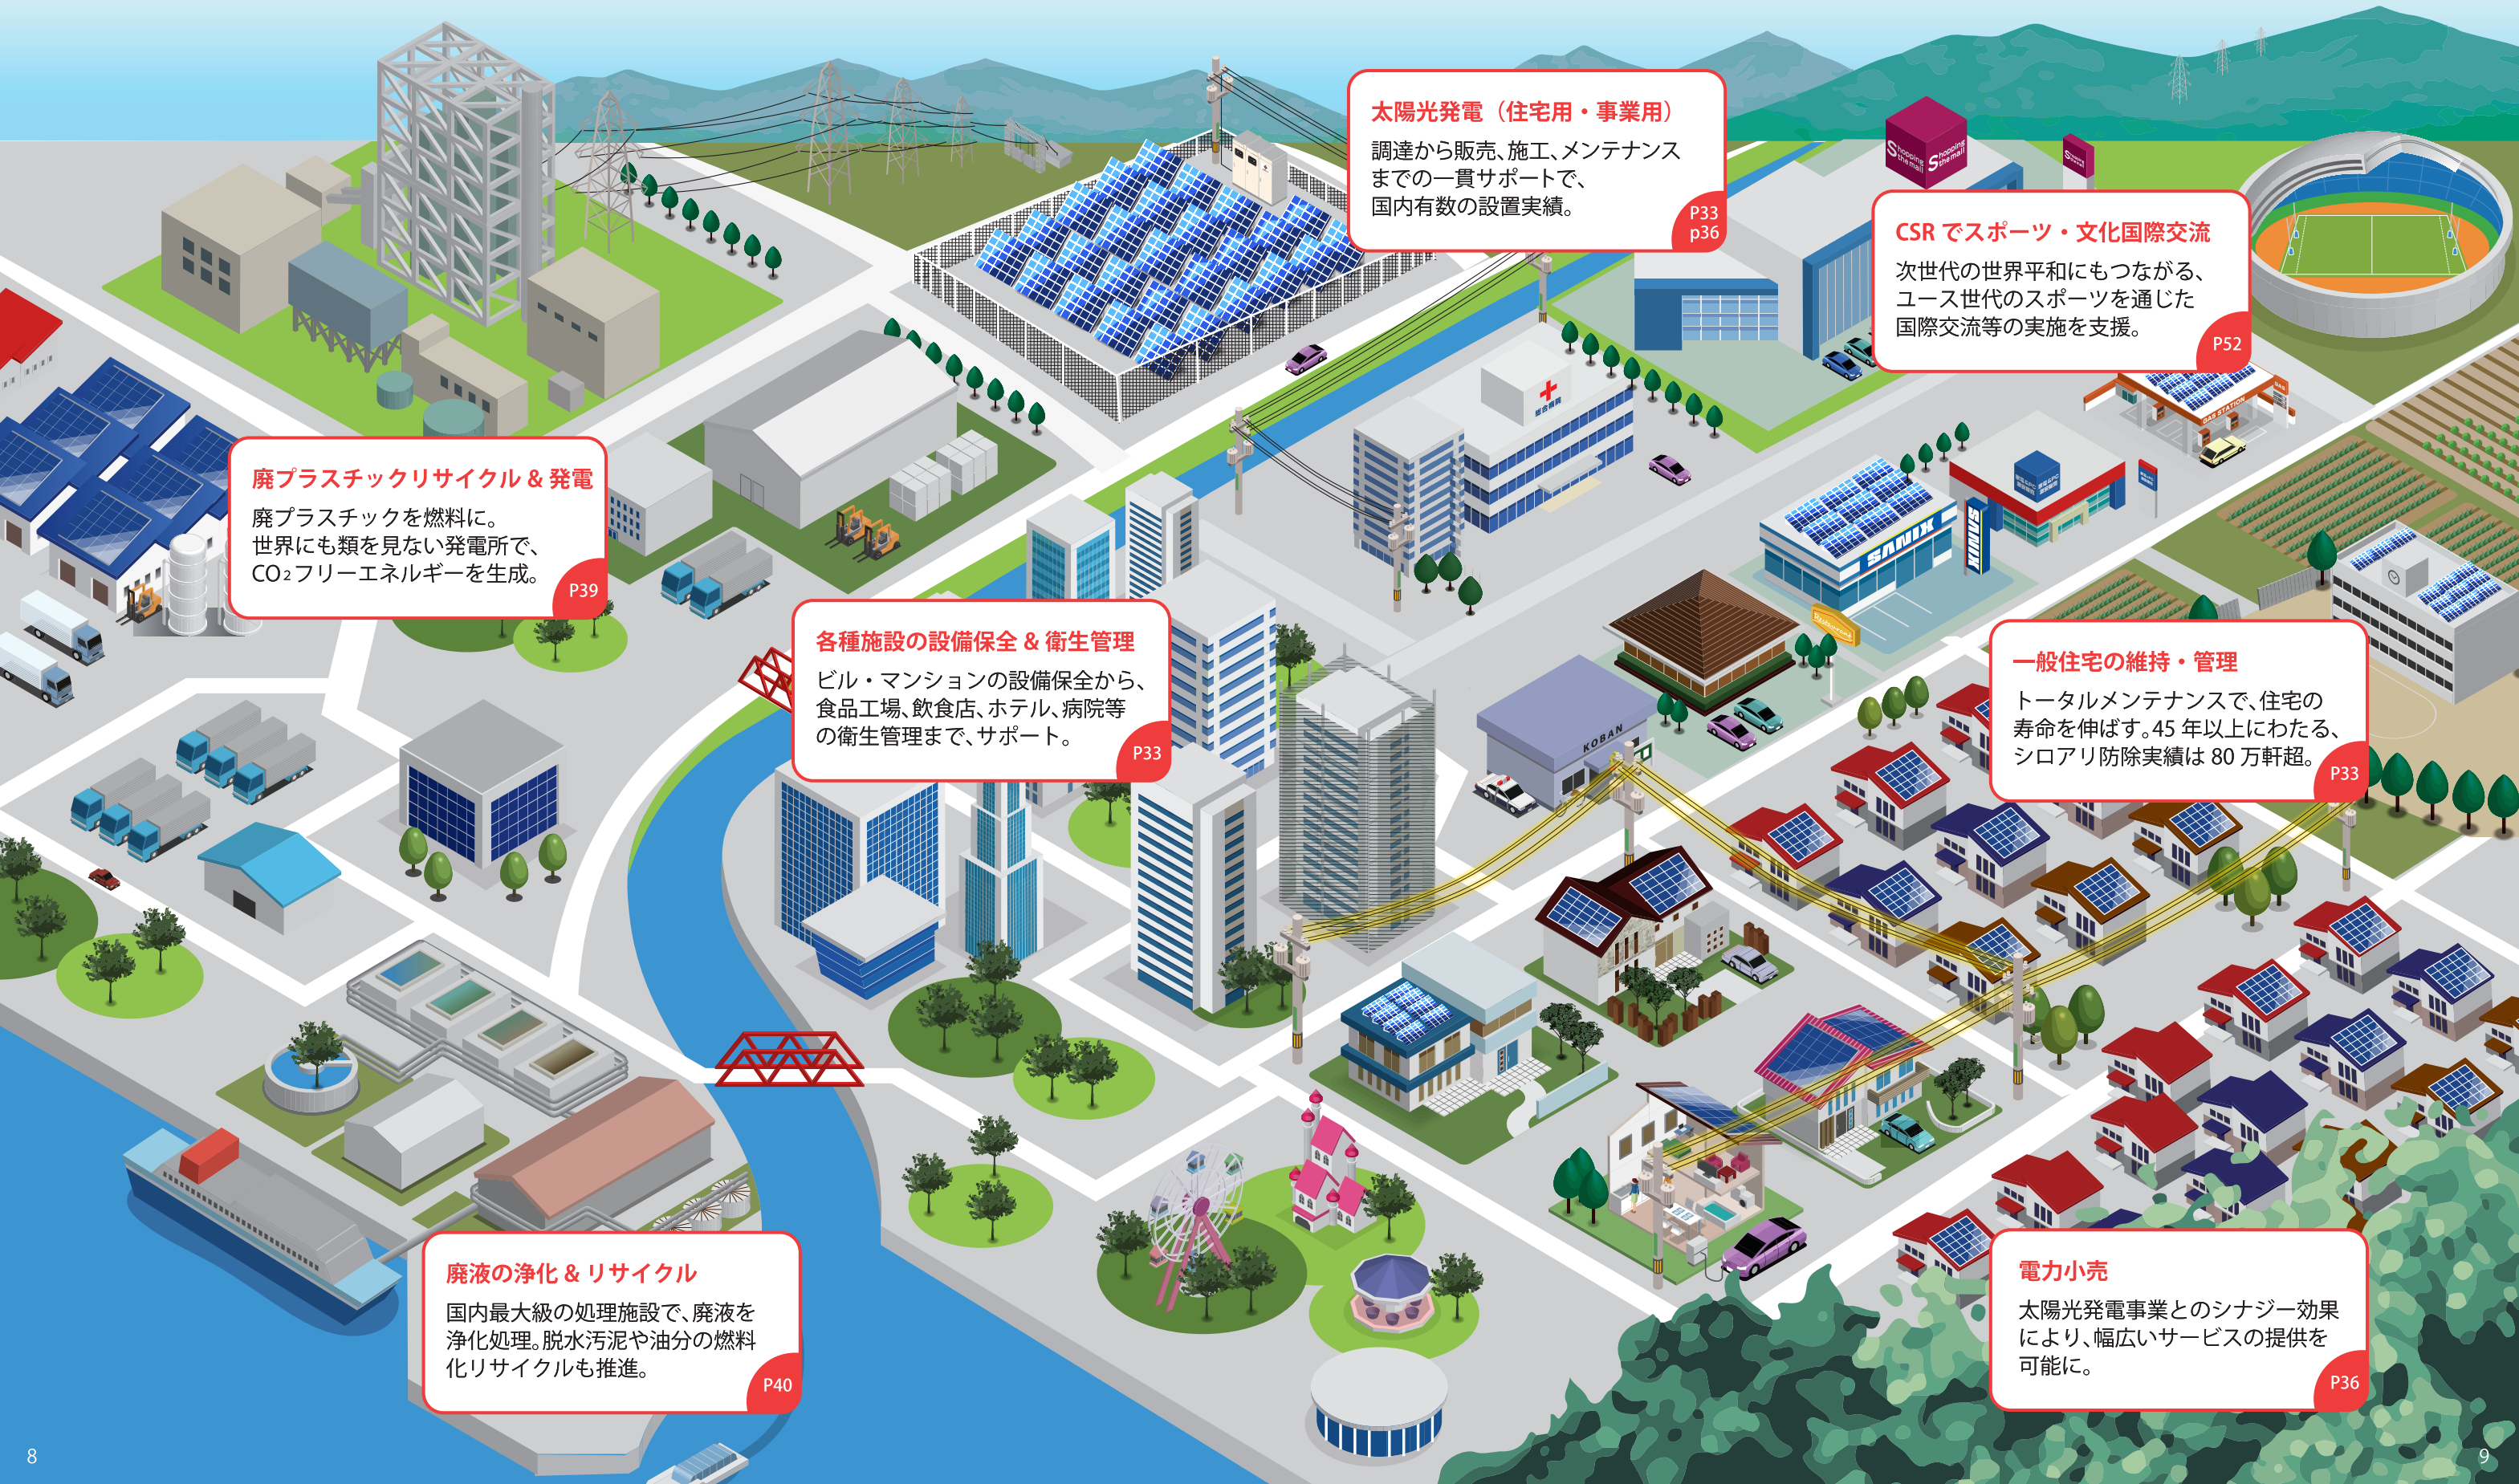 太陽光発電（住宅用・事業用）
調達から販売、施工、メンテナンス
までの一貫サポートで、
国内有数の設置実績。
P33
p36
Shopping
the mall
Shopping
the mall
Shopping
the mall
CSR でスポーツ・文化国際交流
次世代の世界平和にもつながる、
ユース世代のスポーツを通じた
国際交流等の実施を支援。
P52
総合病院
GAS
GAS STATION
廃プラスチックリサイクル & 発電
廃プラスチックを燃料に。
世界にも類を見ない発電所で、
CO₂フリーエネルギーを生成。
P39
SANIX
SANIX
各種施設の設備保全 & 衛生管理
ビル・マンションの設備保全から、
食品工場、飲食店、ホテル、病院等
の衛生管理まで、サポート。
P33
Restaurant
KOBAN
一般住宅の維持・管理
トータルメンテナンスで、住宅の
寿命を伸ばす。45 年以上にわたる、
シロアリ防除実績は 80 万軒超。
P33
廃液の浄化 & リサイクル
国内最大級の処理施設で、廃液を
浄化処理。脱水汚泥や油分の燃料
化リサイクルも推進。
P40
電力小売
太陽光発電事業とのシナジー効果
により、幅広いサービスの提供を
可能に。
P36
8
9